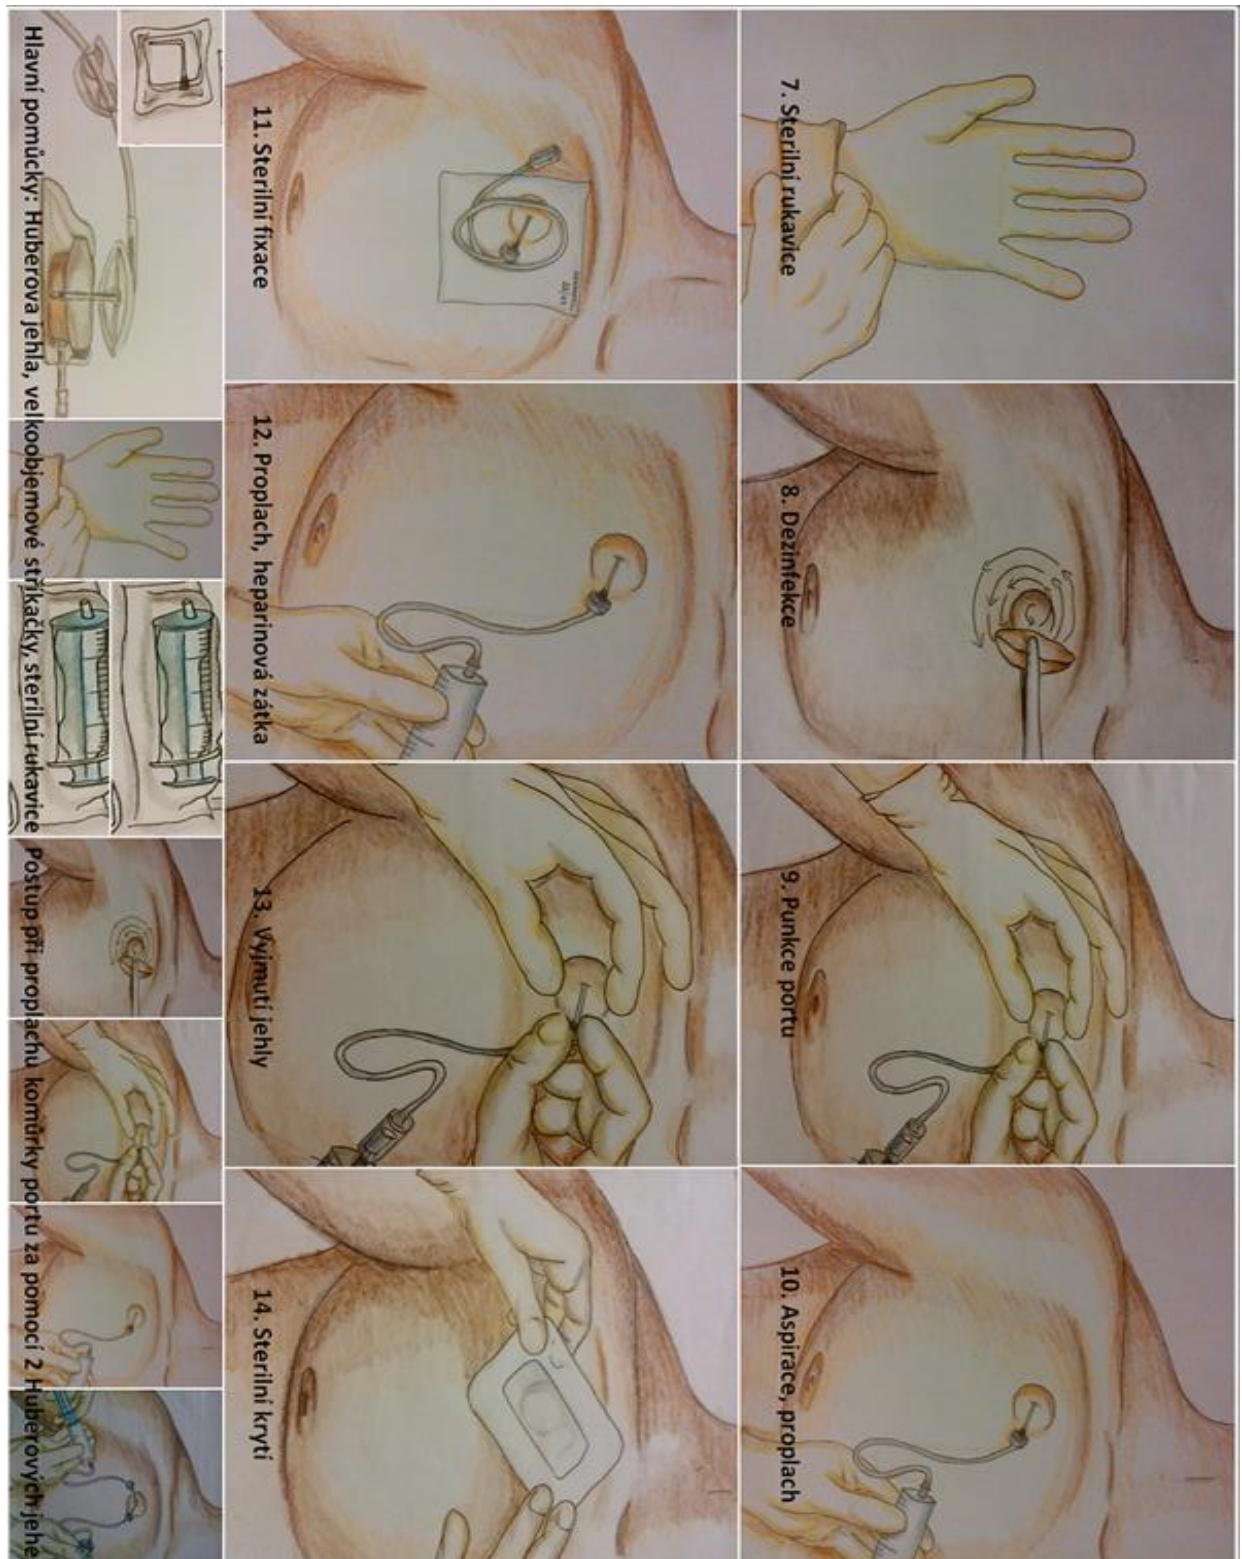 7. Sterilní rukavice
8. Dezinfekce
9. Punkce portu
10. Aspirace, proplach
11. Sterilní fixace
12. Proplach, heparinová zátka
13. Vyjmutí jehly
14. Sterilní krytí
Hlavní pomůcky: Huberova jehla, velkoobjemové stříkačky, sterilní rukavice
Postup při proplachu komůrky portu za pomocí 2 Huberových jehe